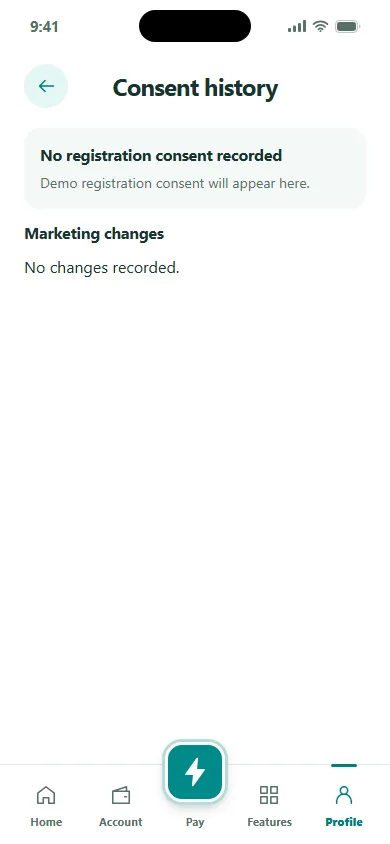 9:41
Consent history
No registration consent recorded
Demo registration consent will appear here.
Marketing changes
No changes recorded.
Home
Account
Pay
Features
Profile